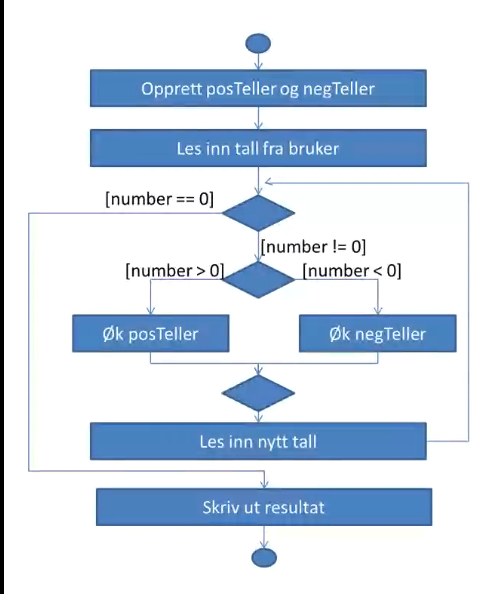 Opprett posTeller og negTeller
Les inn tall fra bruker
[number == 0]
[number != 0]
[number > 0]
[number < 0]
Øk posTeller
Øk negTeller
Les inn nytt tall
Skriv ut resultat